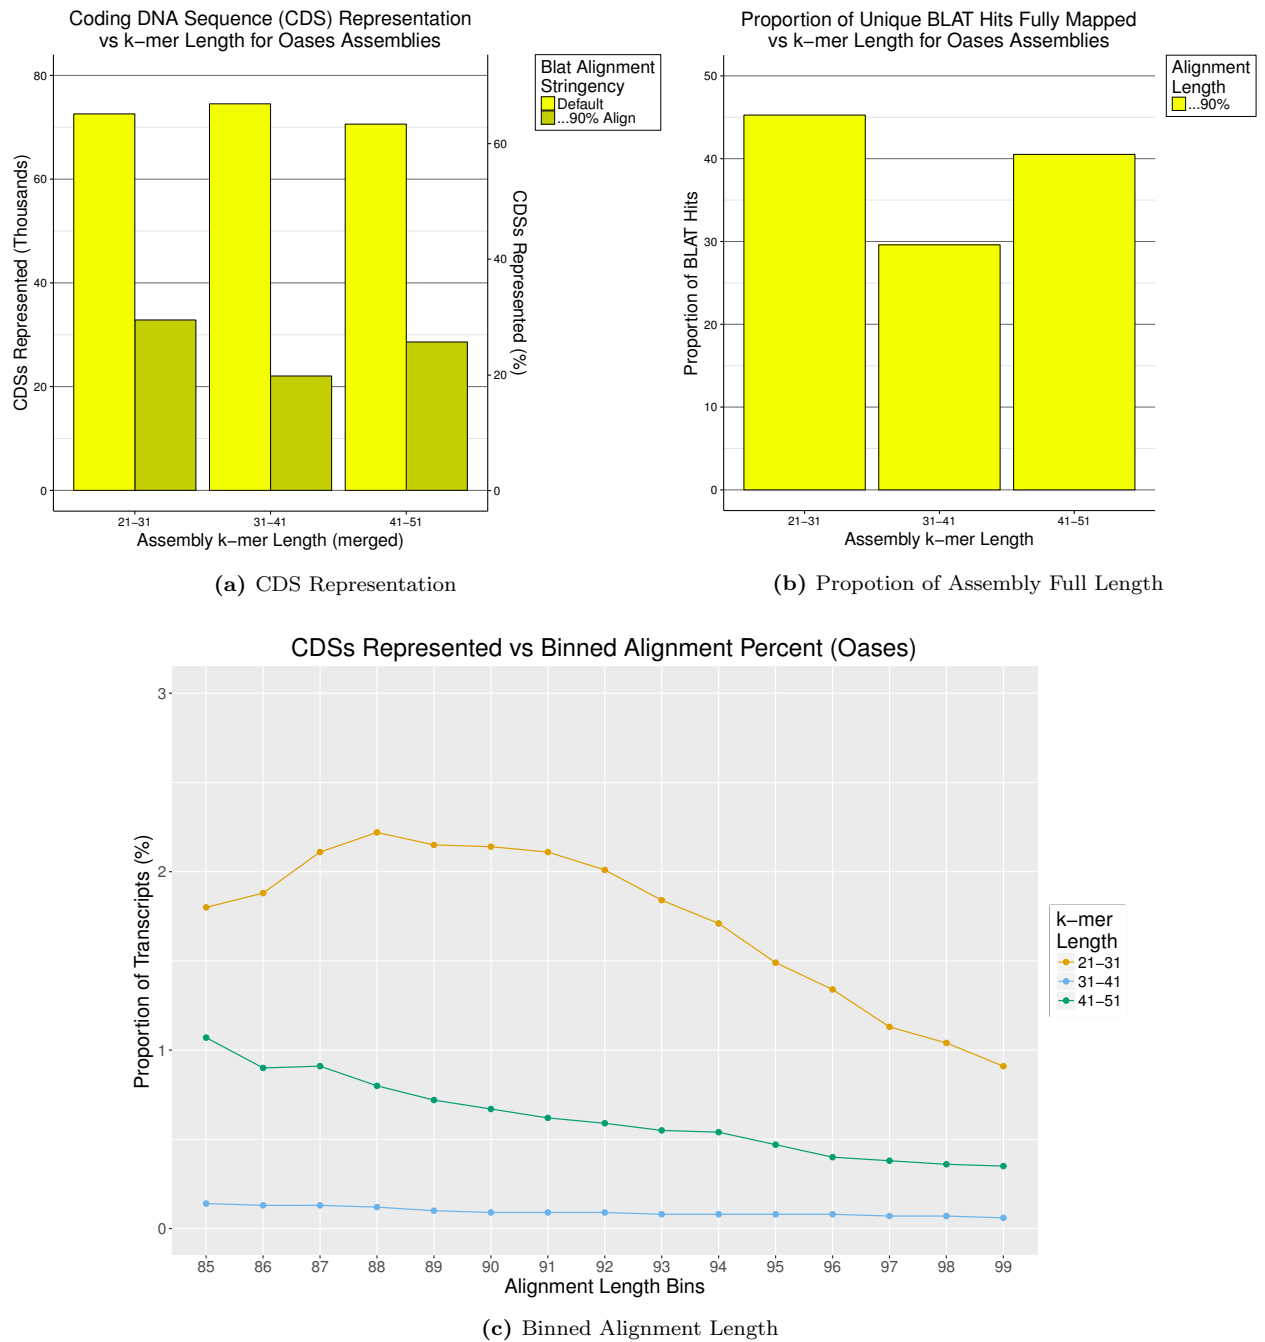 Coding DNA Sequence (CDS) Representation
vs k−mer Length for Oases Assemblies
CDSs Represented (Thousands)
80
60
40
20
0
60
40
20
0
CDSs Represented (%)
21−31
31−41
41−51
Assembly k−mer Length (merged)
Blat Alignment
Stringency
Default
...90% Align
(a) CDS Representation
Proportion of Unique BLAT Hits Fully Mapped
vs k−mer Length for Oases Assemblies
Proportion of BLAT Hits
50
40
30
20
10
0
21−31
31−41
41−51
Assembly k−mer Length
Alignment
Length
...90%
(b) Propotion of Assembly Full Length
CDSs Represented vs Binned Alignment Percent (Oases)
Proportion of Transcripts (%)
3
2
1
0
85 86 87 88 89 90 91 92 93 94 95 96 97 98 99
Alignment Length Bins
k−mer
Length
21−31
31−41
41−51
(c) Binned Alignment Length